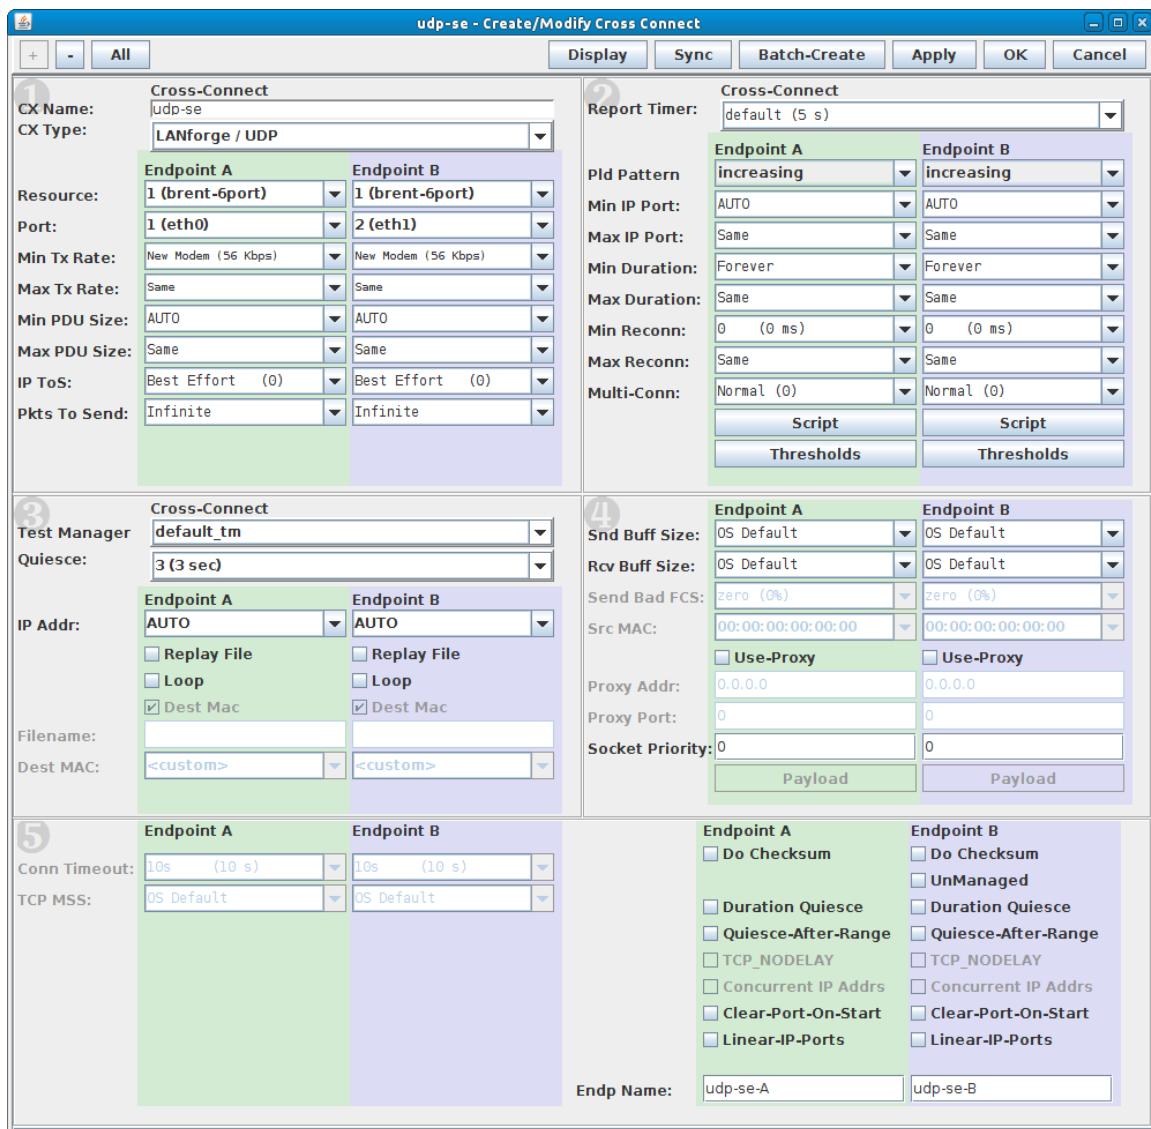 udp-se - Create/Modify Cross Connect
+ - All Display Sync Batch-Create Apply OK Cancel
1
Cross-Connect
CX Name: udp-se
CX Type: LANforge / UDP
Endpoint A Endpoint B
Resource: 1 (brent-6port) 1 (brent-6port)
Port: 1 (eth0) 2 (eth1)
Min Tx Rate: New Modem (56 Kbps) New Modem (56 Kbps)
Max Tx Rate: Same Same
Min PDU Size: AUTO AUTO
Max PDU Size: Same Same
IP ToS: Best Effort (0) Best Effort (0)
Pkts To Send: Infinite Infinite
2
Cross-Connect
Report Timer: default (5 s)
Endpoint A Endpoint B
Pld Pattern increasing increasing
Min IP Port: AUTO AUTO
Max IP Port: Same Same
Min Duration: Forever Forever
Max Duration: Same Same
Min Reconn: 0 (0 ms) 0 (0 ms)
Max Reconn: Same Same
Multi-Conn: Normal (0) Normal (0)
Script Script
Thresholds Thresholds
3
Cross-Connect
Test Manager default_tm
Quiesce: 3 (3 sec)
Endpoint A Endpoint B
IP Addr: AUTO AUTO
Replay File Replay File
Loop Loop
Dest Mac Dest Mac
Filename:
Dest MAC: <custom> <custom>
4
Endpoint A Endpoint B
Snd Buff Size: OS Default OS Default
Rcv Buff Size: OS Default OS Default
Send Bad FCS: zero (0%) zero (0%)
Src MAC: 00:00:00:00:00:00 00:00:00:00:00:00
Use-Proxy Use-Proxy
Proxy Addr: 0.0.0.0 0.0.0.0
Proxy Port: 0 0
Socket Priority: 0 0
Payload Payload
5
Endpoint A Endpoint B
Conn Timeout: 10s (10 s) 10s (10 s)
TCP MSS: OS Default OS Default
Endpoint A Endpoint B
Do Checksum Do Checksum
UnManaged
Duration Quiesce Duration Quiesce
Quiesce-After-Range Quiesce-After-Range
TCP_NODELAY TCP_NODELAY
Concurrent IP Addrs Concurrent IP Addrs
Clear-Port-On-Start Clear-Port-On-Start
Linear-IP-Ports Linear-IP-Ports
Endp Name: udp-se-A udp-se-B